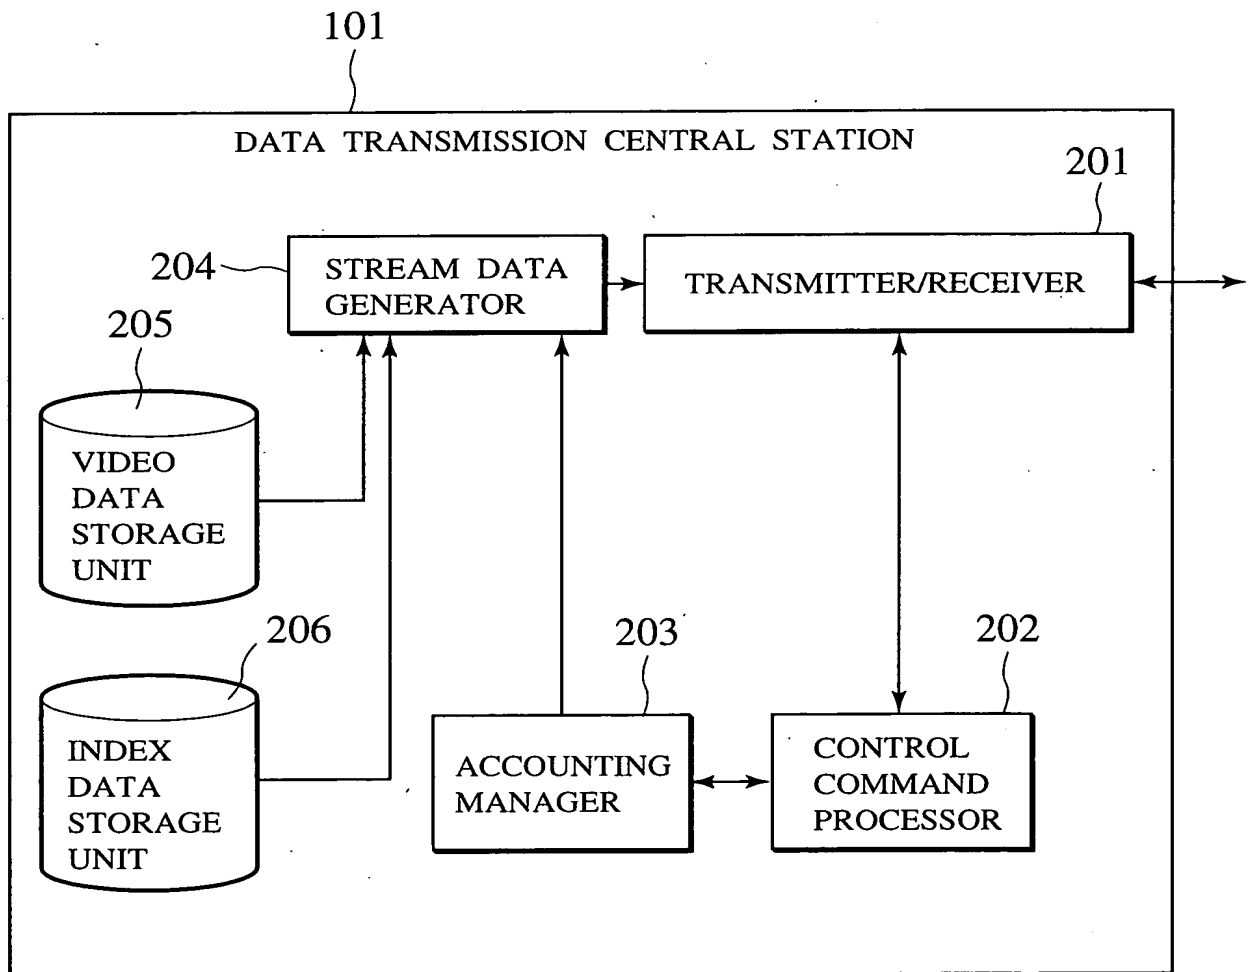 101
DATA TRANSMISSION CENTRAL STATION
201
204
STREAM DATA
GENERATOR
TRANSMITTER/RECEIVER
205
VIDEO
DATA
STORAGE
UNIT
206
203
202
INDEX
DATA
STORAGE
UNIT
ACCOUNTING
MANAGER
CONTROL
COMMAND
PROCESSOR